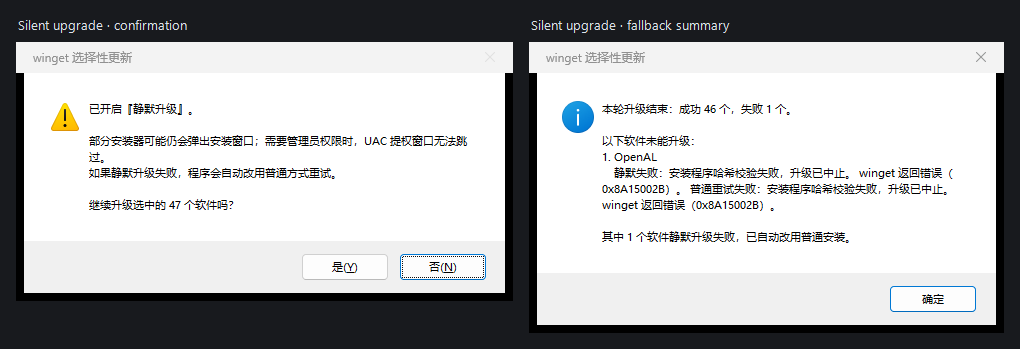 Silent upgrade · confirmation
winget 选择性更新
已开启『静默升级』。
部分安装器可能仍会弹出安装窗口；需要管理员权限时，UAC 提权窗口无法跳
过。
如果静默升级失败，程序会自动改用普通方式重试。
继续升级选中的 47 个软件吗？
是(Y)
否(N)
Silent upgrade · fallback summary
winget 选择性更新
本轮升级结束：成功 46 个，失败 1 个。
以下软件未能升级：
1. OpenAL
静默失败：安装程序哈希校验失败，升级已中止。 winget 返回错误（
0x8A15002B）。 普通重试失败：安装程序哈希校验失败，升级已中止。
winget 返回错误（0x8A15002B）。
其中 1 个软件静默升级失败，已自动改用普通安装。
确定